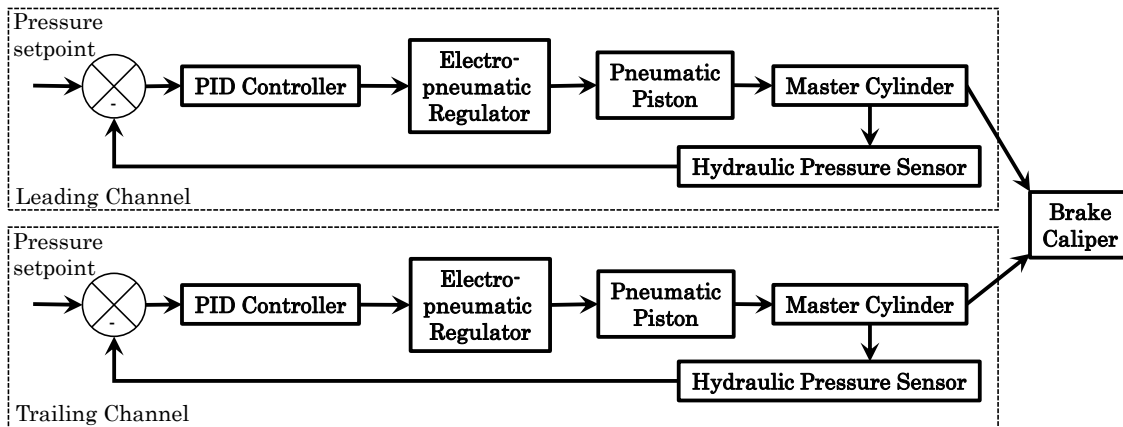 Pressure
setpoint
-
PID Controller
Electro-
pneumatic
Regulator
Pneumatic
Piston
Master Cylinder
Hydraulic Pressure Sensor
Leading Channel
Brake
Caliper
Pressure
setpoint
-
PID Controller
Electro-
pneumatic
Regulator
Pneumatic
Piston
Master Cylinder
Hydraulic Pressure Sensor
Trailing Channel